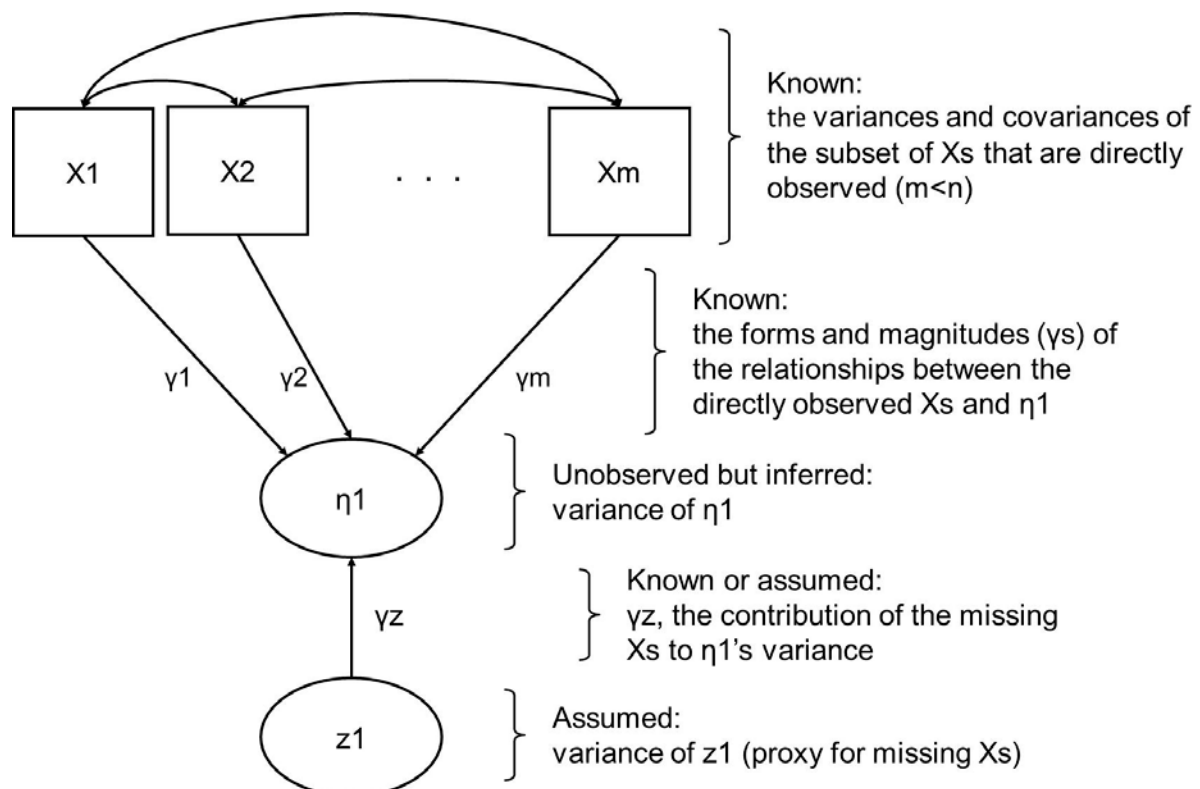 Known:
the variances and covariances of
the subset of Xs that are directly
observed (m<n)
X1
X2
. . .
Xm
Known:
the forms and magnitudes (γs) of
the relationships between the
directly observed Xs and η1
γ1
γ2
γm
Unobserved but inferred:
variance of η1
η1
Known or assumed:
γz, the contribution of the missing
Xs to η1's variance
γz
Assumed:
variance of z1 (proxy for missing Xs)
z1